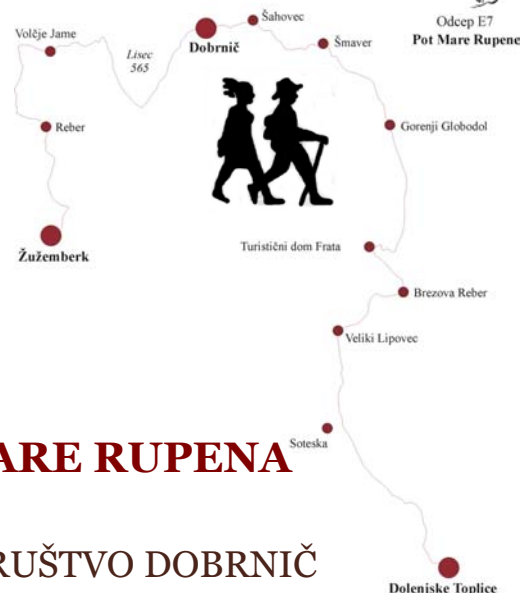 Šahovec
Odcep E7
Volčje Jame
Pot Mare Rupene
Dobrnič
Šmaver
Lisec
565
Reber
Gorenji Globodol
Turistični dom Frata
Žužemberk
Brezova Reber
Veliki Lipovec
Soteska
ARE RUPENA
RUŠTVO DOBRNIČ
Dolenjske Toplice